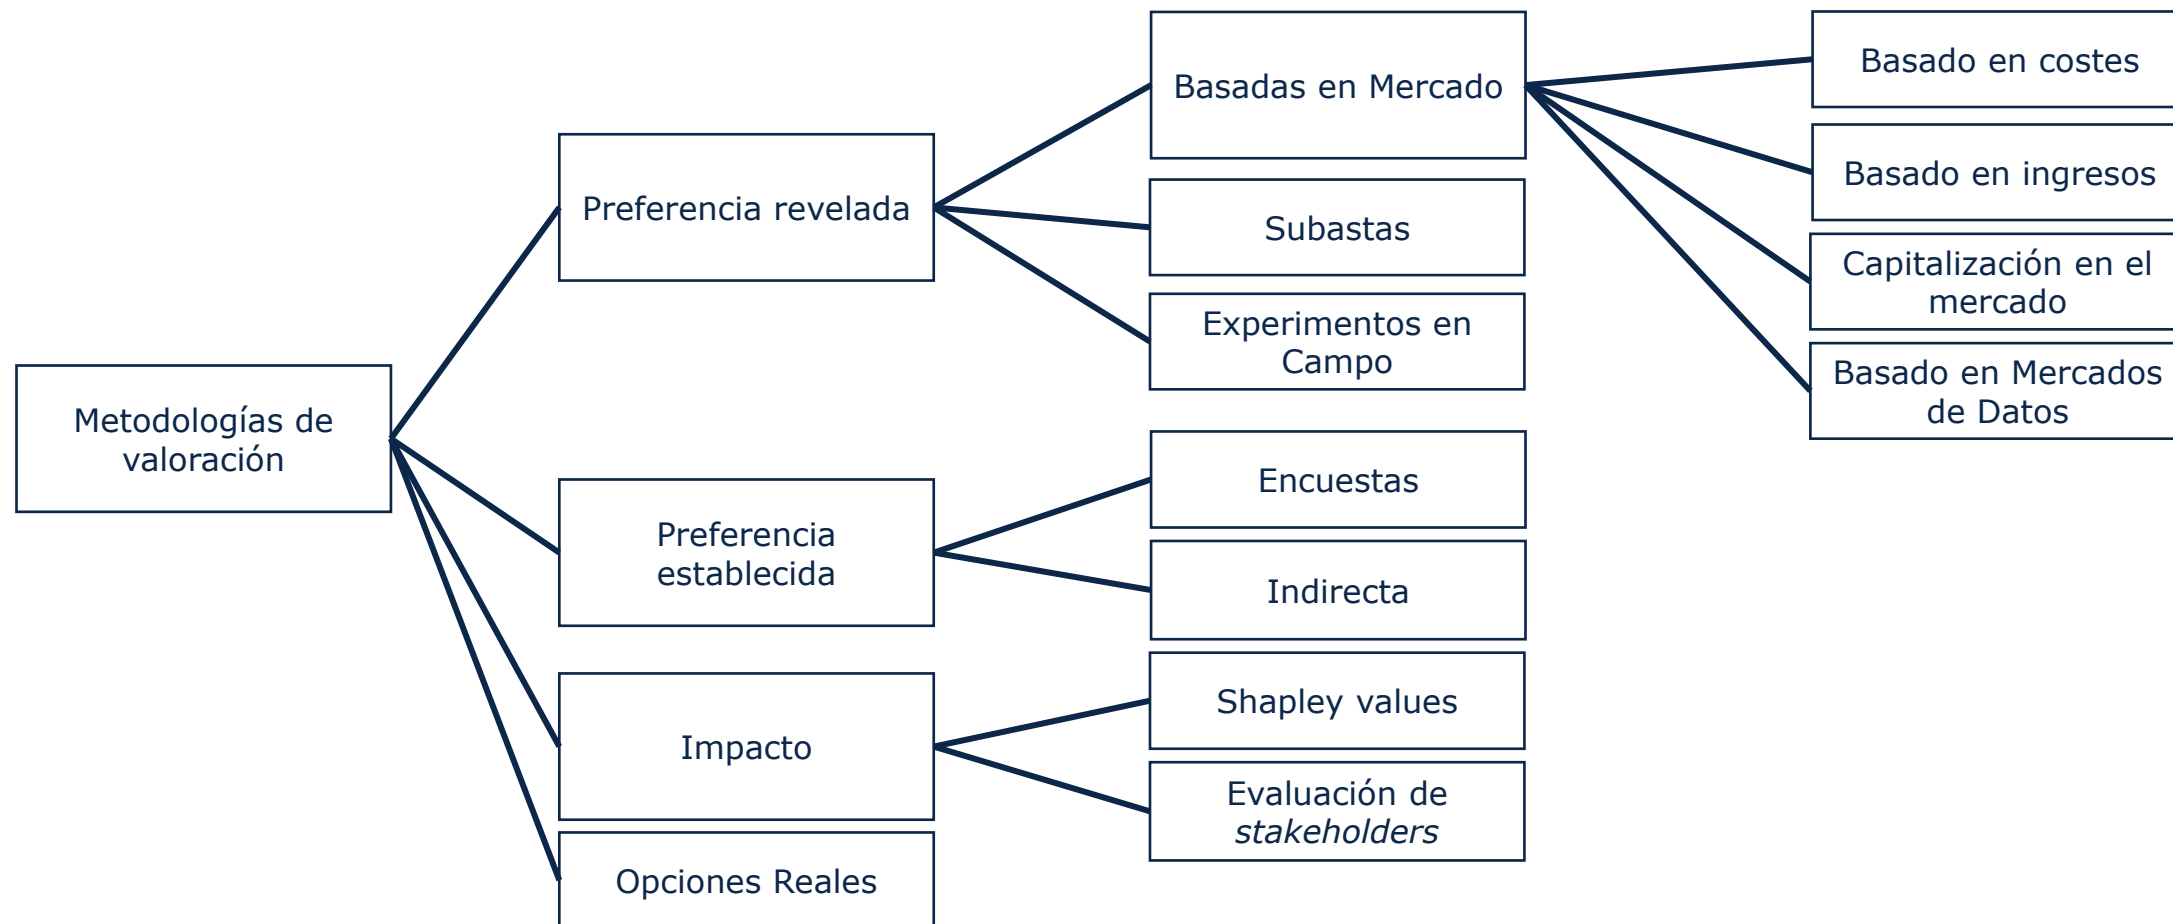 Metodologías de
valoración
Preferencia revelada
Preferencia
establecida
Impacto
Opciones Reales
Basadas en Mercado
Subastas
Experimentos en
Campo
Encuestas
Indirecta
Shapley values
Evaluación de
stakeholders
Basado en costes
Basado en ingresos
Capitalización en el
mercado
Basado en Mercados
de Datos